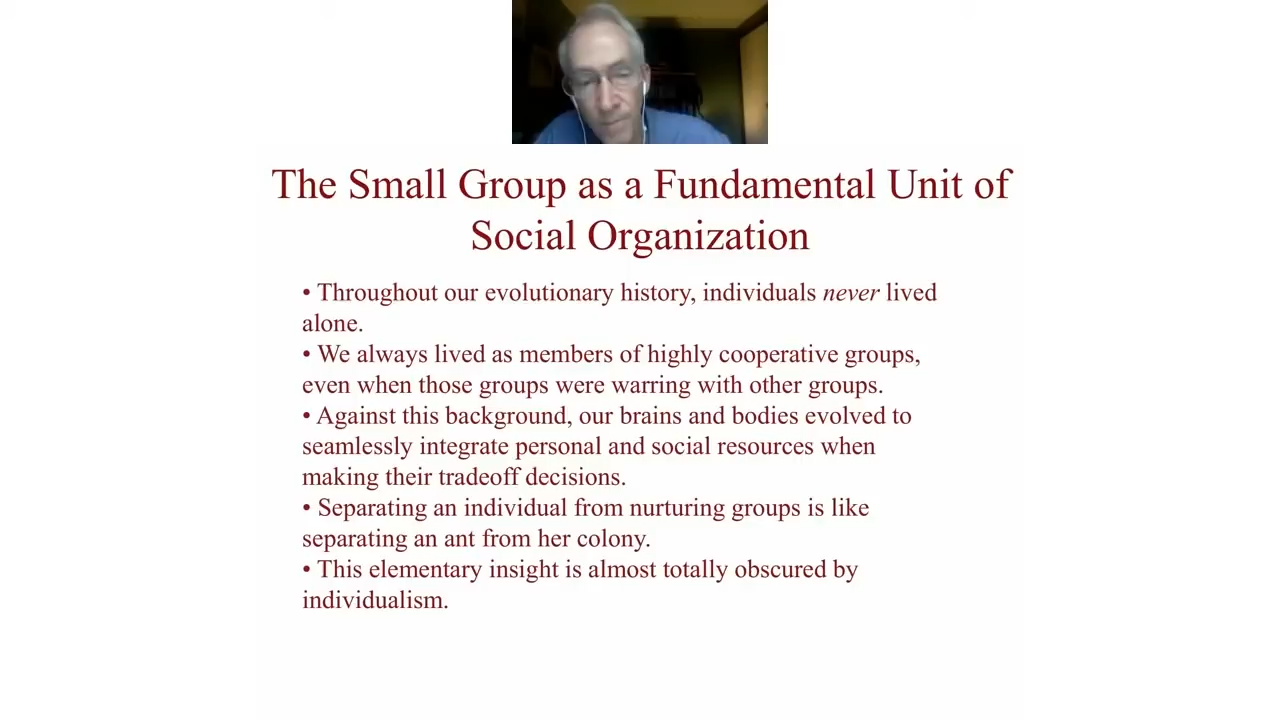 The Small Group as a Fundamental Unit of
Social Organization
• Throughout our evolutionary history, individuals never lived
alone.
• We always lived as members of highly cooperative groups,
even when those groups were warring with other groups.
• Against this background, our brains and bodies evolved to
seamlessly integrate personal and social resources when
making their tradeoff decisions.
• Separating an individual from nurturing groups is like
separating an ant from her colony.
• This elementary insight is almost totally obscured by
individualism.